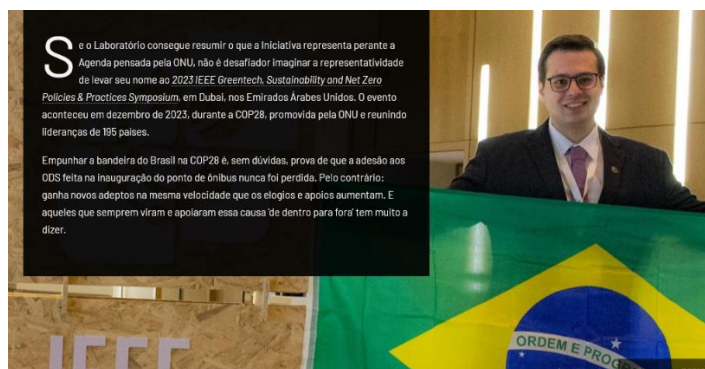 Se o Laboratório consegue resumir o que a Iniciativa representa perante a
Agenda pensada pela ONU, não é desafiador imaginar a representatividade
de levar seu nome ao 2023 IEEE Greentech, Sustainability and Net Zero
Policies & Practices Symposium, em Dubai, nos Emirados Árabes Unidos. O evento
aconteceu em dezembro de 2023, durante a COP28, promovida pela ONU e reunindo
lideranças de 195 países.
Empunhar a bandeira do Brasil na COP28 é, sem dúvidas, prova de que a adesão aos
ODS feita na inauguração do ponto de ônibus nunca foi perdida. Pelo contrário:
ganha novos adeptos na mesma velocidade que os elogios e apoios aumentam. E
aqueles que semprem viram e apoiaram essa causa 'de dentro para fora' tem muito a
dizer.
IEEE
ORDEM E PROG